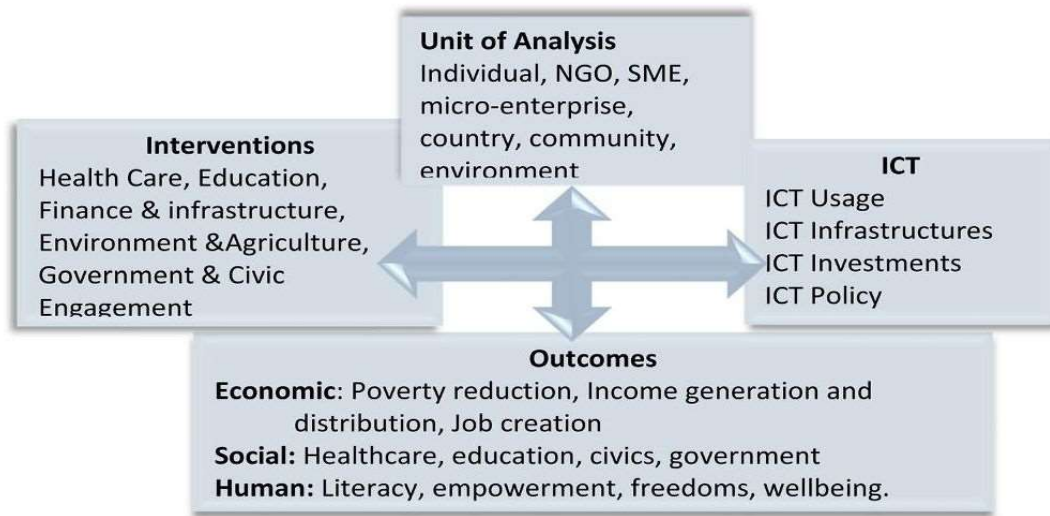 Unit of Analysis
Individual, NGO, SME,
micro-enterprise,
country, community,
environment
Interventions
Health Care, Education,
Finance & infrastructure,
Environment &Agriculture,
Government & Civic
Engagement
ICT
ICT Usage
ICT Infrastructures
ICT Investments
ICT Policy
Outcomes
Economic: Poverty reduction, Income generation and
distribution, Job creation
Social: Healthcare, education, civics, government
Human: Literacy, empowerment, freedoms, wellbeing.